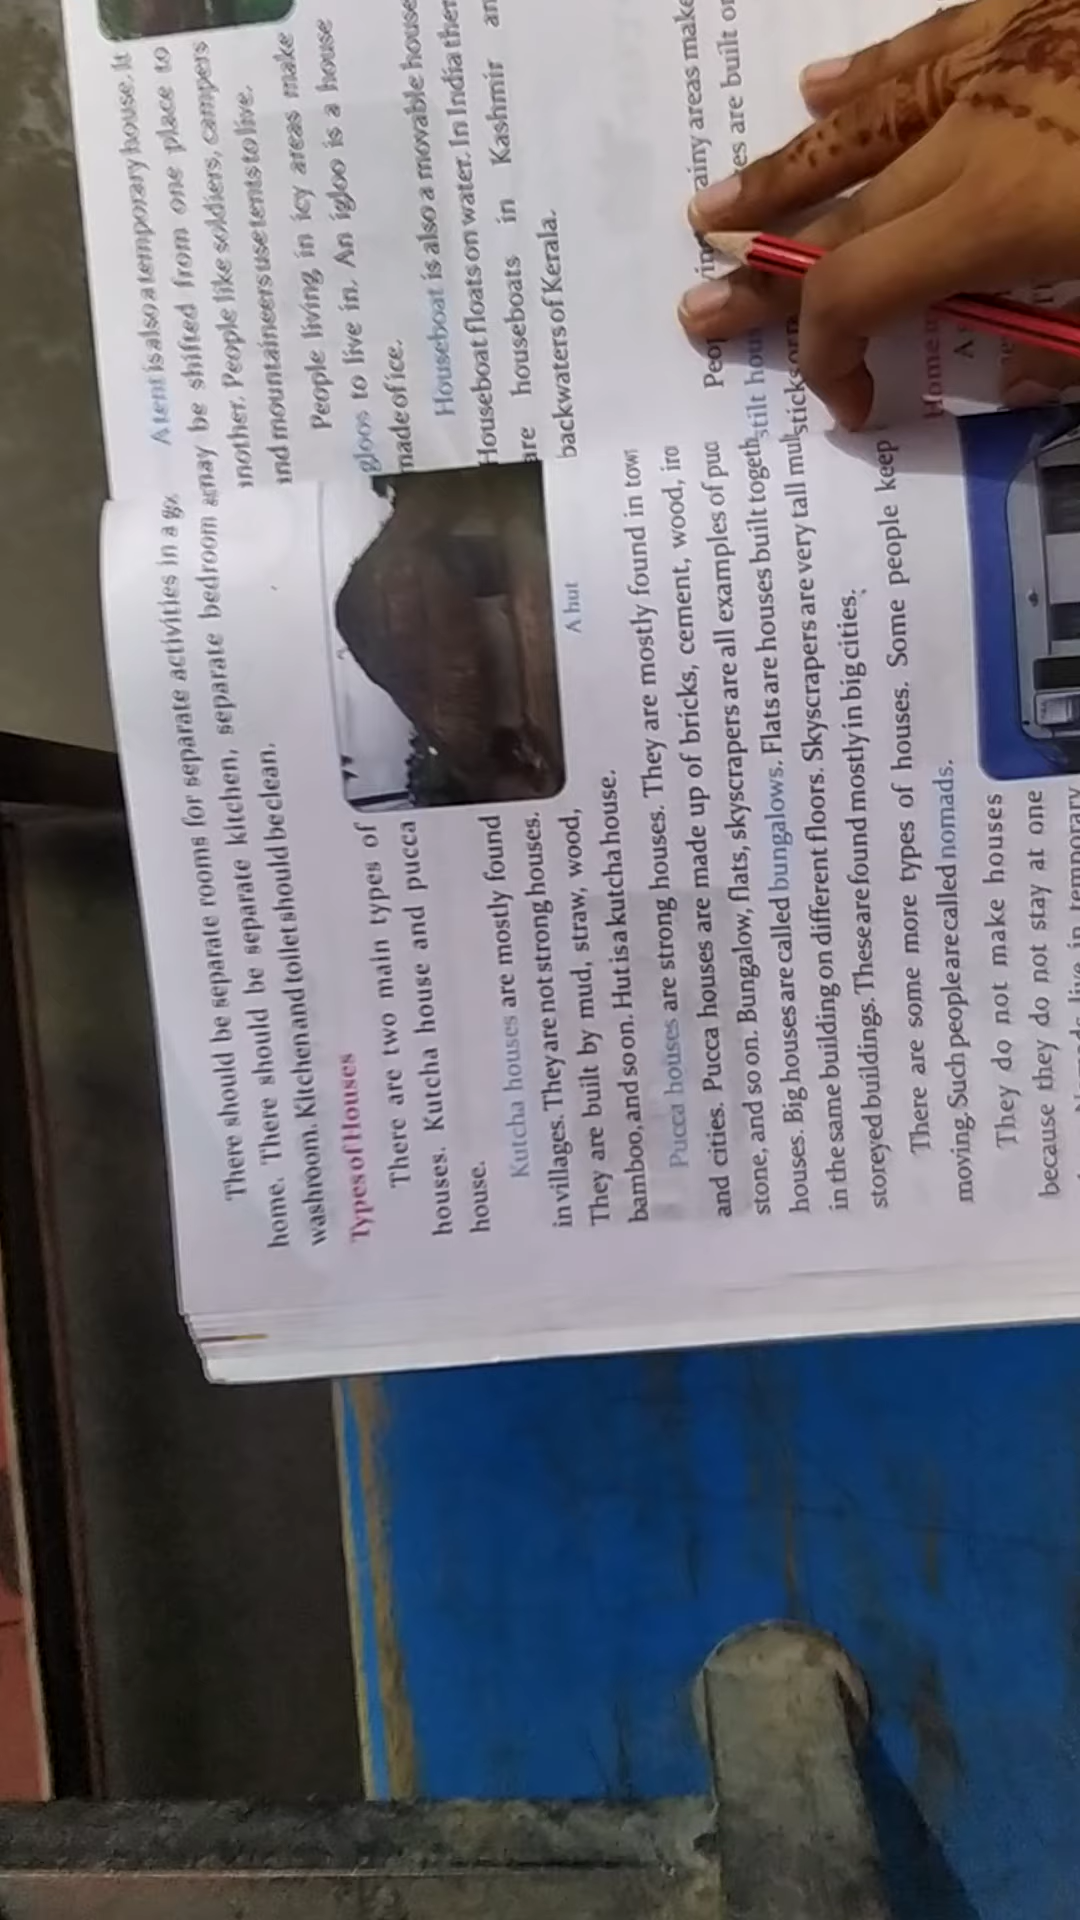 There should be separate rooms for separate activities in a
home. There should be separate kitchen, separate bedroom
washroom. Kitchen and toilet should be clean.
Types of Houses
There are two main types of
houses. Kutcha house and pucca
house.
Kutcha houses are mostly found
in villages. They are not strong houses.
They are built by mud, straw, wood,
bamboo, and so on. Hut is a kutcha house.
A hut
Pucca houses are strong houses. They are mostly found in
and cities. Pucca houses are made up of bricks, cement, wood,
stone, and so on. Bungalow, flats, skyscrapers are all examples of
houses. Big houses are called bungalows. Flats are houses built
in the same building on different floors. Skyscrapers are very tall
storeyed buildings. These are found mostly in big cities.
There are some more types of houses. Some people keep
moving. Such people are called nomads.
They do not make houses
because they do not stay at one
live in temporary
A tent is also a temporary house. It
may be shifted from one place to
another. People like soldiers, campers
and mountaineers use tents to live.
People living in icy areas make
to live in. An igloo is a house
made of ice.
Houseboat is also a movable house
Houseboat floats on water. In India
are houseboats in Kashmir
backwaters of Kerala.
rainy areas make
stilt
are built
sticks
A